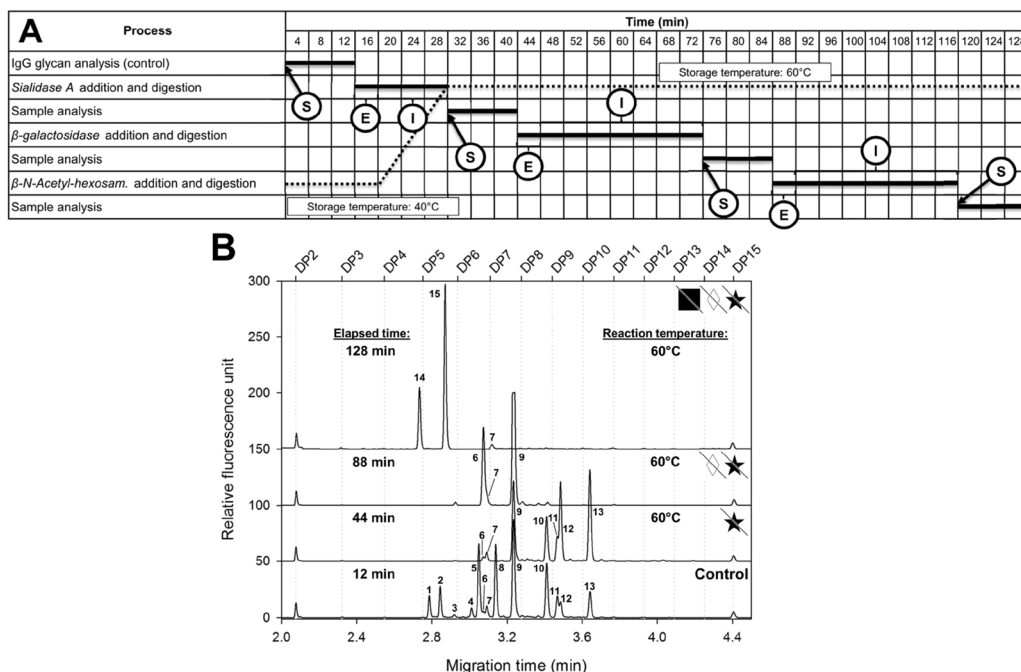 A
Process
Time (min)
4 8 12 16 20 24 28 32 36 40 44 48 52 56 60 64 68 72 76 80 84 88 92 96 100 104 108 112 116 120 124 128
IgG glycan analysis (control)
Storage temperature: 60°C
Sialidase A addition and digestion
S E I I
Sample analysis
β-galactosidase addition and digestion
S E I S
Sample analysis
β-N-Acetyl-hexosam. addition and digestion
Storage temperature: 40°C
S E
Sample analysis
B
DP2 DP3 DP4 DP5 DP6 DP7 DP8 DP9 DP10 DP11 DP12 DP13 DP14 DP15
300
15
Elapsed time:
Reaction temperature:
250
128 min
60°C
14
200
150
7
6
9
88 min
60°C
7
100
44 min
60°C
9
10 11 12 13
6 7
50
12 min
Control
5 6 8 9 10 13
1 2 3 4 7 11 12
0
2.0 2.4 2.8 3.2 3.6 4.0 4.4
Relative fluorescence unit
Migration time (min)